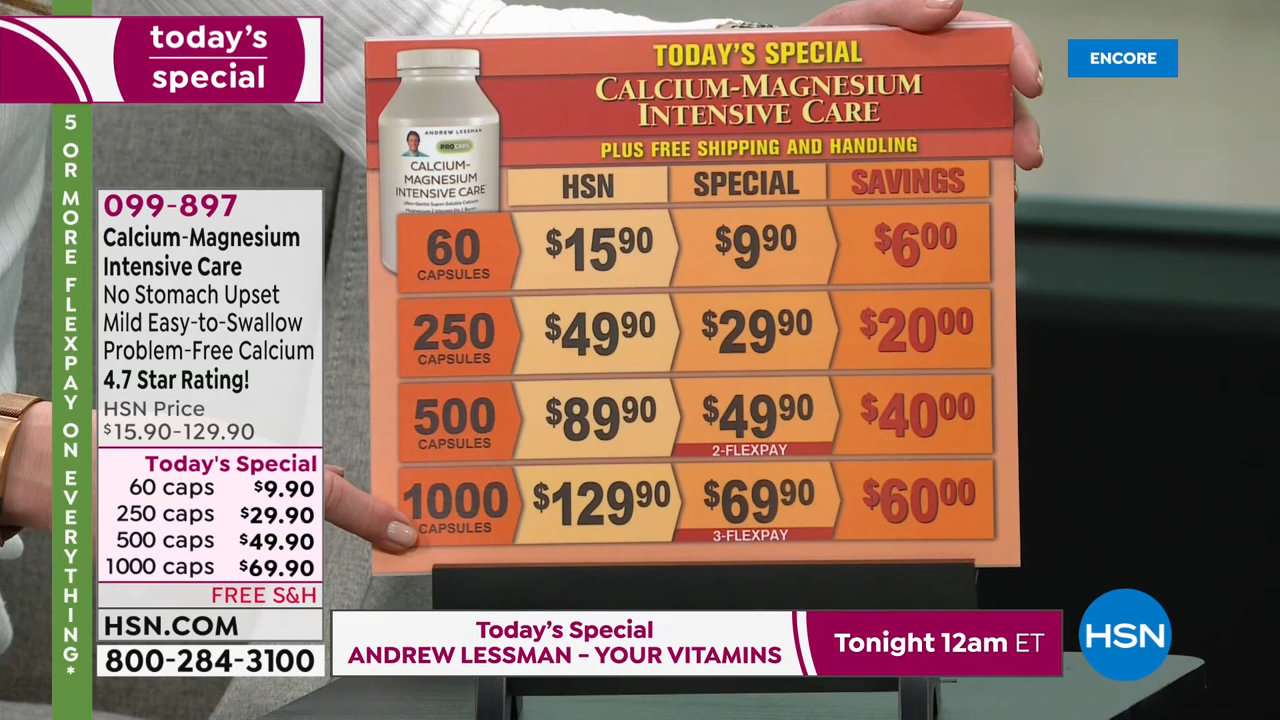 today's
special
5 OR MORE FLEXPAY ON EVERYTHING*
099-897
Calcium-Magnesium
Intensive Care
No Stomach Upset
Mild Easy-to-Swallow
Problem-Free Calcium
4.7 Star Rating!
HSN Price
$15.90-129.90
Today's Special
60 caps $9.90
250 caps $29.90
500 caps $49.90
1000 caps $69.90
FREE S&H
HSN.COM
800-284-3100
TODAY'S SPECIAL
CALCIUM-MAGNESIUM
INTENSIVE CARE
PLUS FREE SHIPPING AND HANDLING
ANDREW LESSMAN
PROCAPS
CALCIUM-
MAGNESIUM
INTENSIVE CARE
HSN SPECIAL SAVINGS
60 CAPSULES $15.90 $9.90 $6.00
250 CAPSULES $49.90 $29.90 $20.00
500 CAPSULES $89.90 $49.90 $40.00
2-FLEXPAY
1000 CAPSULES $129.90 $69.90 $60.00
3-FLEXPAY
ENCORE
Today's Special
ANDREW LESSMAN – YOUR VITAMINS
Tonight 12am ET
HSN